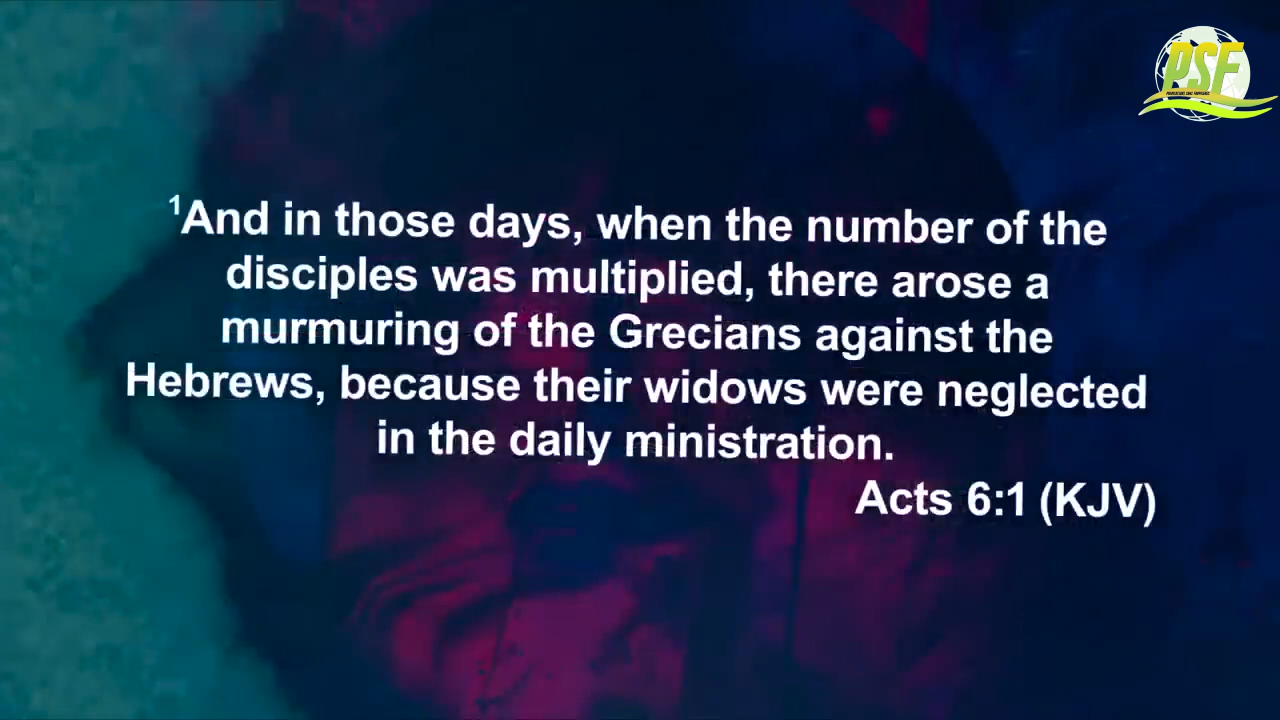 PSF
¹And in those days, when the number of the
disciples was multiplied, there arose a
murmuring of the Grecians against the
Hebrews, because their widows were neglected
in the daily ministration.
Acts 6:1 (KJV)